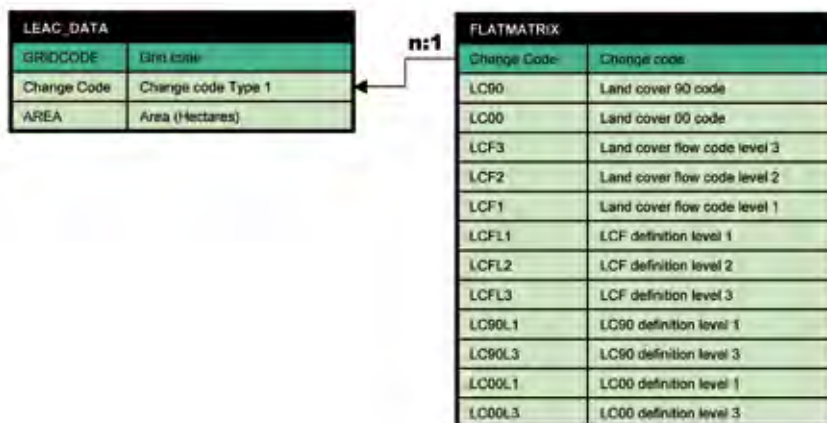 LEAC_DATA
GRIDCODE Grid code
Change Code Change code Type 1
AREA Area (Hectares)
n:1
FLATMATRIX
Change Code Change code
LC90 Land cover 90 code
LC00 Land cover 00 code
LCF3 Land cover flow code level 3
LCF2 Land cover flow code level 2
LCF1 Land cover flow code level 1
LCFL1 LCF definition level 1
LCFL2 LCF definition level 2
LCFL3 LCF definition level 3
LC90L1 LC90 definition level 1
LC90L3 LC90 definition level 3
LC00L1 LC00 definition level 1
LC00L3 LC00 definition level 3